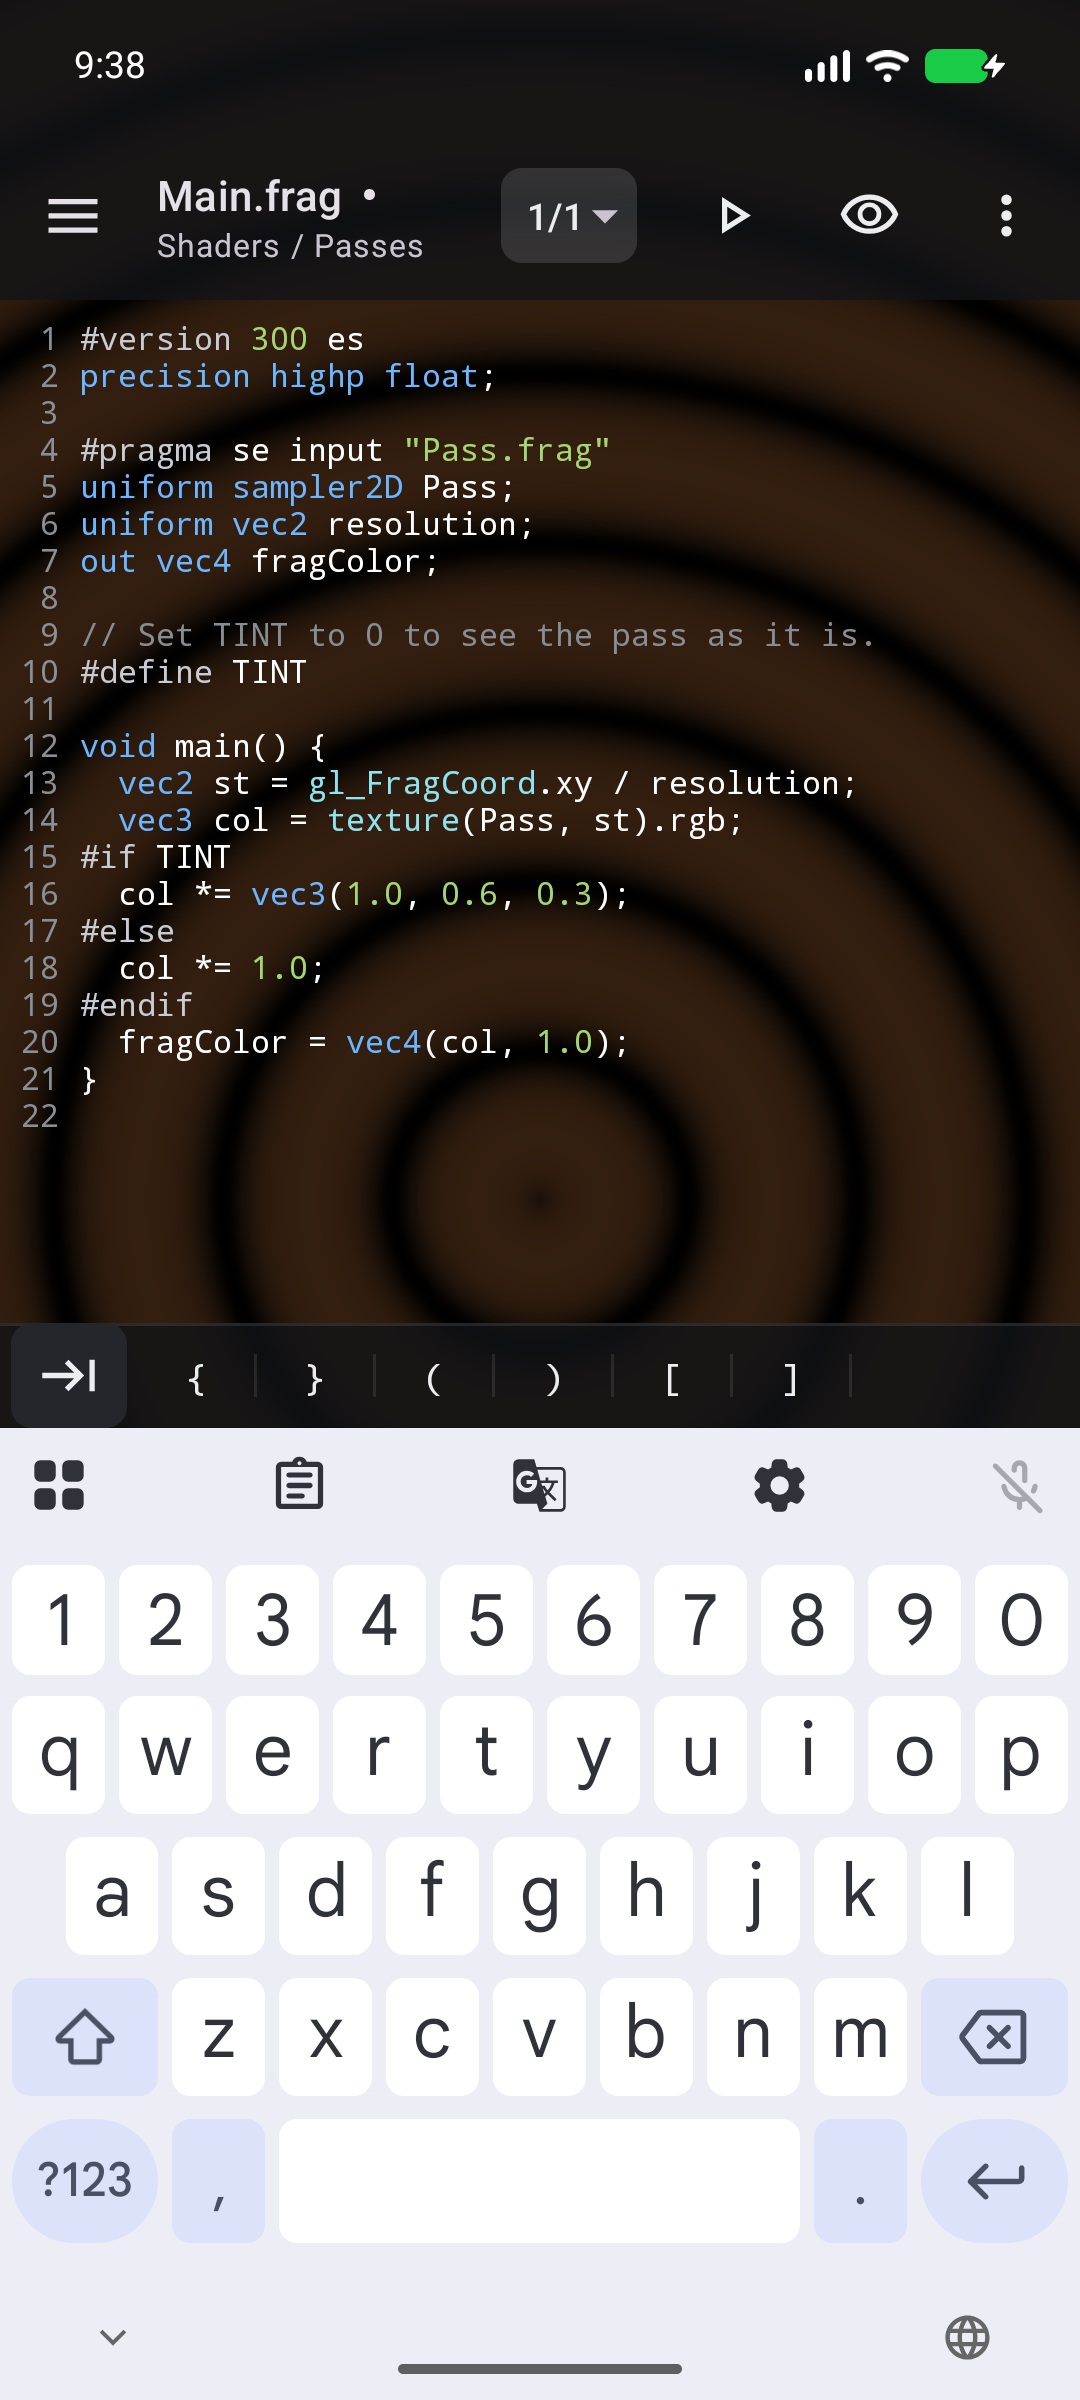 9:38
Main.frag •
Shaders / Passes
1/1
1 #version 300 es
2 precision highp float;
3
4 #pragma se input "Pass.frag"
5 uniform sampler2D Pass;
6 uniform vec2 resolution;
7 out vec4 fragColor;
8
9 // Set TINT to 0 to see the pass as it is.
10 #define TINT
11
12 void main() {
13   vec2 st = gl_FragCoord.xy / resolution;
14   vec3 col = texture(Pass, st).rgb;
15 #if TINT
16   col *= vec3(1.0, 0.6, 0.3);
17 #else
18   col *= 1.0;
19 #endif
20   fragColor = vec4(col, 1.0);
21 }
22
{ } ( ) [ ]
G 文
1 2 3 4 5 6 7 8 9 0
q w e r t y u i o p
a s d f g h j k l
z x c v b n m
?123 , .